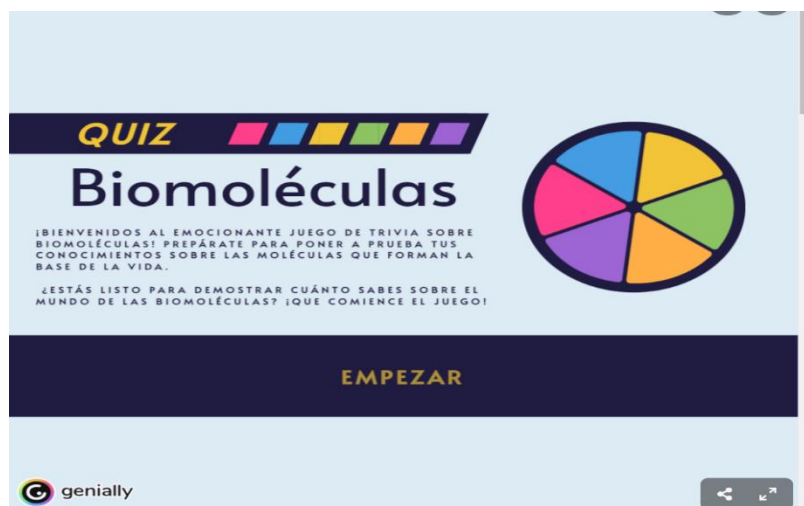 QUIZ
Biomoléculas
¡BIENVENIDOS AL EMOCIONANTE JUEGO DE TRIVIA SOBRE
BIOMOLÉCULAS! PREPÁRATE PARA PONER A PRUEBA TUS
CONOCIMIENTOS SOBRE LAS MOLÉCULAS QUE FORMAN LA
BASE DE LA VIDA.
¿ESTÁS LISTO PARA DEMOSTRAR CUÁNTO SABES SOBRE EL
MUNDO DE LAS BIOMOLÉCULAS? ¡QUE COMIENCE EL JUEGO!
EMPEZAR
genially